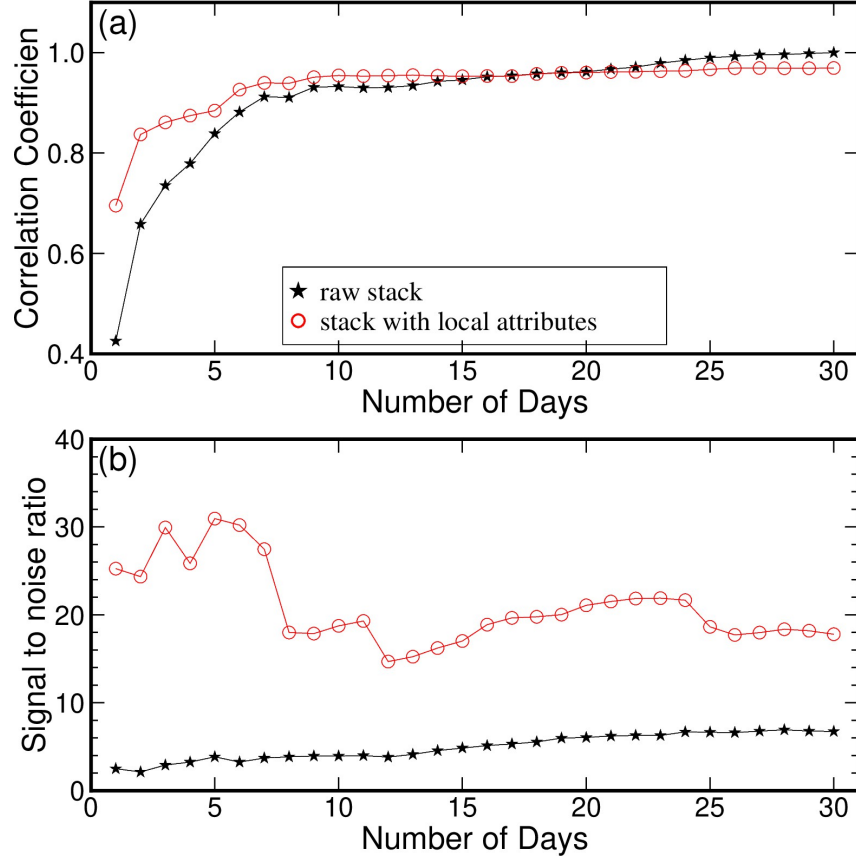 (a)
Correlation Coefficien
1.0
0.8
0.6
0.4
raw stack
stack with local attributes
0 5 10 15 20 25 30
Number of Days
(b)
Signal to noise ratio
40
30
20
10
0
0 5 10 15 20 25 30
Number of Days